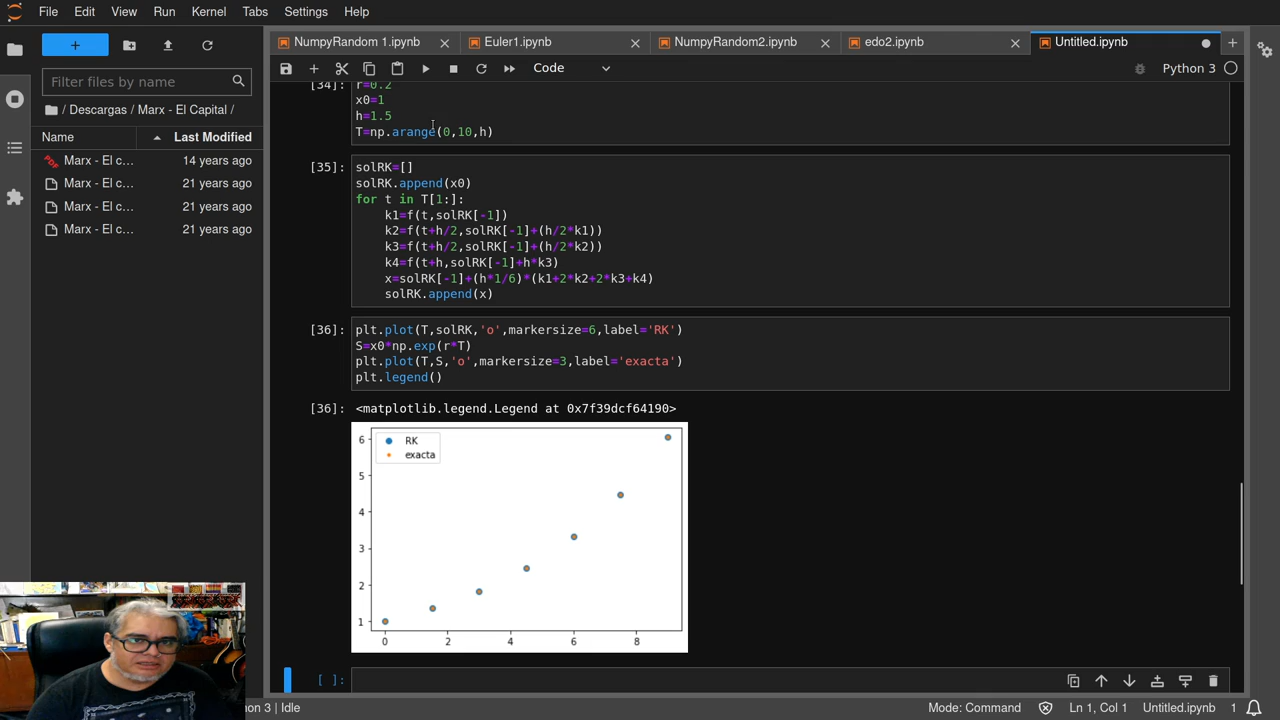 File Edit View Run Kernel Tabs Settings Help
NumpyRandom 1.ipynb Euler1.ipynb NumpyRandom2.ipynb edo2.ipynb Untitled.ipynb
Code Python 3
Filter files by name
/ Descargas / Marx - El Capital /
Name Last Modified
Marx - El c... 14 years ago
Marx - El c... 21 years ago
Marx - El c... 21 years ago
Marx - El c... 21 years ago
[34]: r=0.2
x0=1
h=1.5
T=np.arange(0,10,h)
[35]: solRK=[]
solRK.append(x0)
for t in T[1:]:
k1=f(t,solRK[-1])
k2=f(t+h/2,solRK[-1]+(h/2*k1))
k3=f(t+h/2,solRK[-1]+(h/2*k2))
k4=f(t+h,solRK[-1]+h*k3)
x=solRK[-1]+(h*1/6)*(k1+2*k2+2*k3+k4)
solRK.append(x)
[36]: plt.plot(T,solRK,'o',markersize=6,label='RK')
S=x0*np.exp(r*T)
plt.plot(T,S,'o',markersize=3,label='exacta')
plt.legend()
[36]: <matplotlib.legend.Legend at 0x7f39dcf64190>
RK
exacta
6
5
4
3
2
1
0 2 4 6 8
[ ]:
on 3 | Idle Mode: Command Ln 1, Col 1 Untitled.ipynb 1